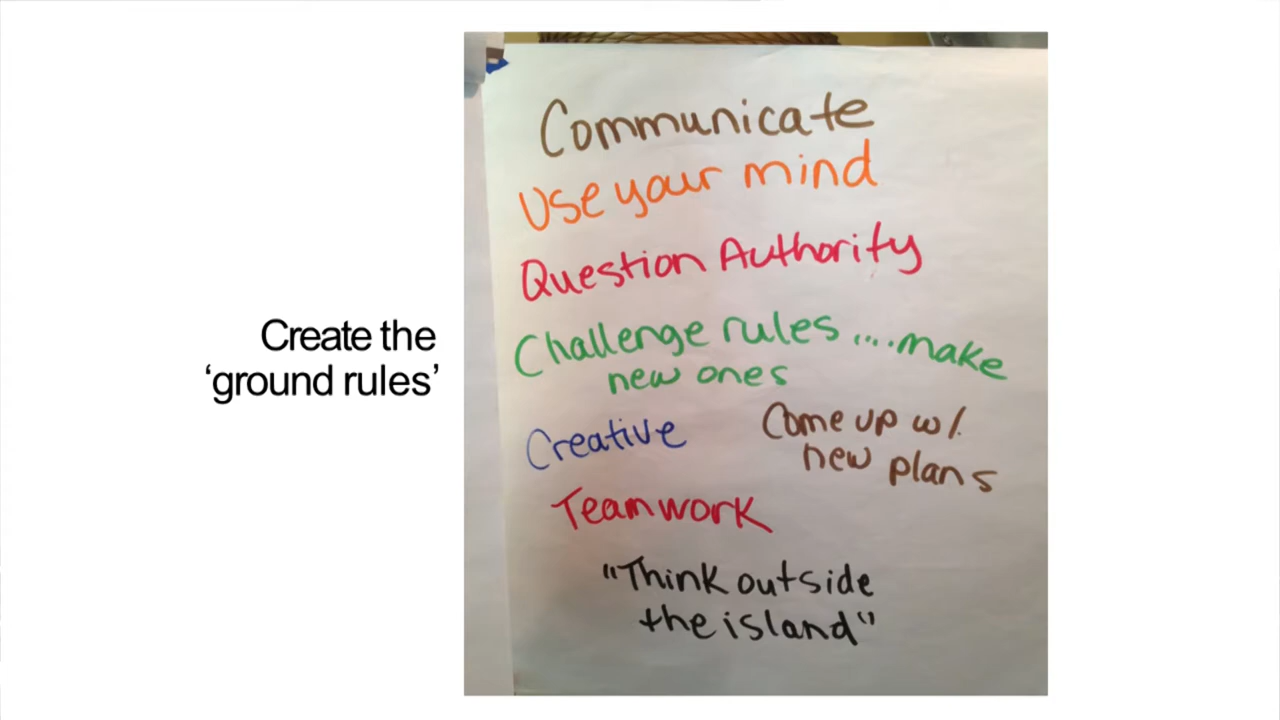 Create the
‘ground rules’
Communicate
Use your mind
Question Authority
Challenge rules ....make
new ones
Creative
Come up w/.
new plans
Teamwork
"Think outside
the island"